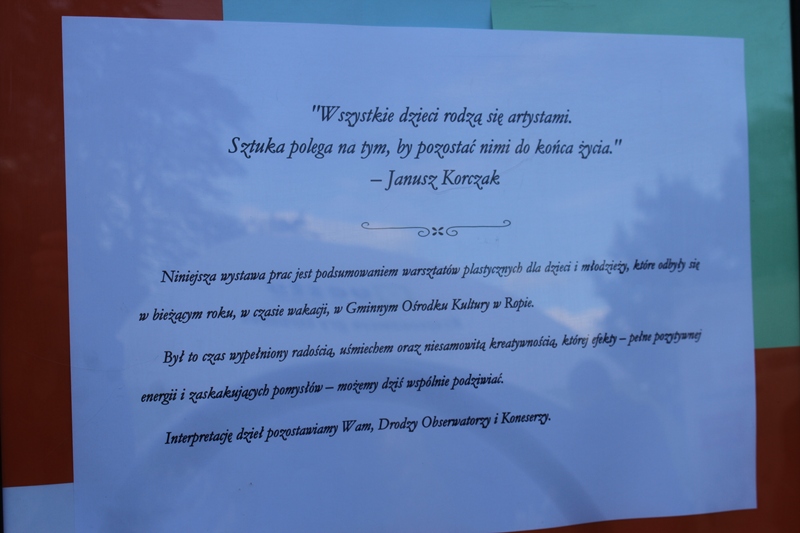 "Wszystkie dzieci rodzą się artystami.
Sztuka polega na tym, by pozostać nimi do końca życia."
– Janusz Korczak
Niniejsza wystawa prac jest podsumowaniem warsztatów plastycznych dla dzieci i młodzieży, które odbyły się
w bieżącym roku, w czasie wakacji, w Gminnym Ośrodku Kultury w Ropie.
Był to czas wypełniony radością, uśmiechem oraz niesamowitą kreatywnością, której efekty – pełne pozytywnej
energii i zaskakujących pomysłów – możemy dziś wspólnie podziwiać.
Interpretację dzieł pozostawiamy Wam, Drodzy Obserwatorzy i Koneserzy.